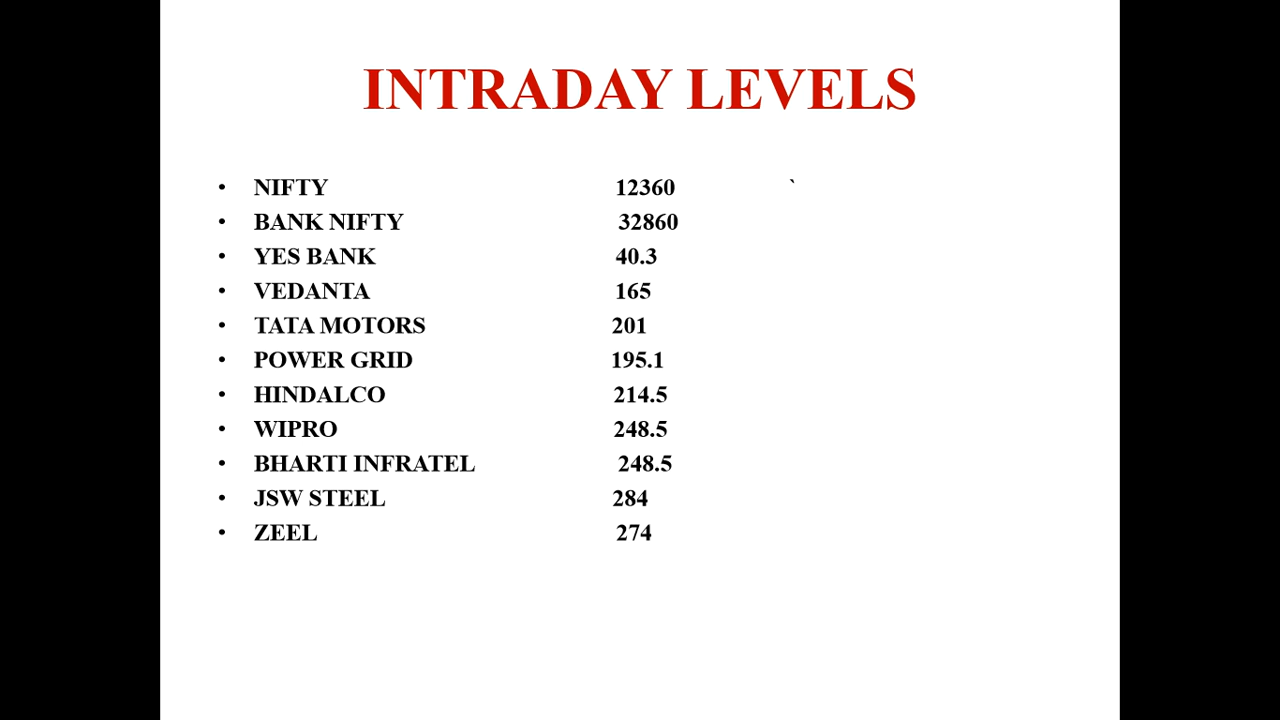 INTRADAY LEVELS
• NIFTY 12360 `
• BANK NIFTY 32860
• YES BANK 40.3
• VEDANTA 165
• TATA MOTORS 201
• POWER GRID 195.1
• HINDALCO 214.5
• WIPRO 248.5
• BHARTI INFRATEL 248.5
• JSW STEEL 284
• ZEEL 274